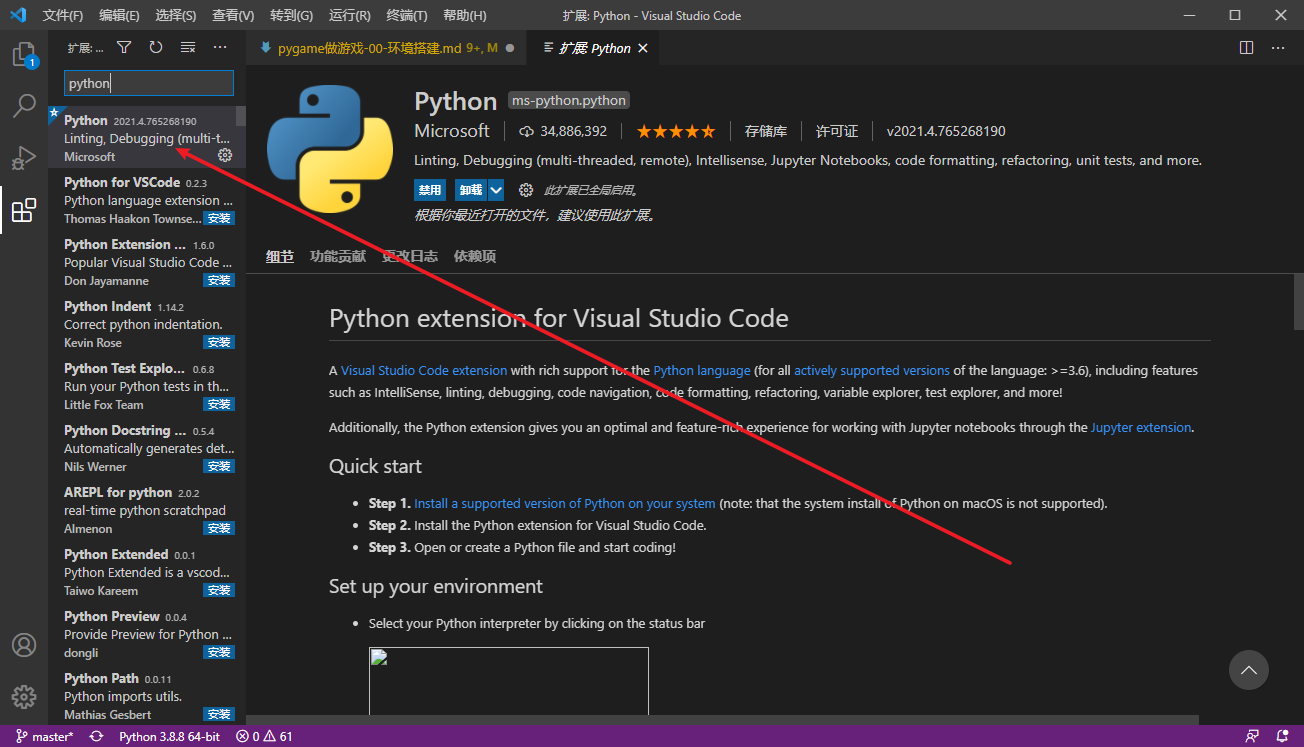 文件(F) 编辑(E) 选择(S) 查看(V) 转到(G) 运行(R) 终端(T) 帮助(H) 扩展: Python - Visual Studio Code
扩展: ...
pygame做游戏-00-环境搭建.md 9+, M
扩展: Python
1
python
Python 2021.4.765268190
Linting, Debugging (multi-t...
Microsoft
Python for VSCode 0.2.3
Python language extension ...
Thomas Haakon Townse... 安装
Python Extension ... 1.6.0
Popular Visual Studio Code ...
Don Jayamanne 安装
Python Indent 1.14.2
Correct python indentation.
Kevin Rose 安装
Python Test Explo... 0.6.8
Run your Python tests in th...
Little Fox Team 安装
Python Docstring ... 0.5.4
Automatically generates det...
Nils Werner 安装
AREPL for python 2.0.2
real-time python scratchpad
Almenon 安装
Python Extended 0.0.1
Python Extended is a vscod...
Taiwo Kareem 安装
Python Preview 0.0.4
Provide Preview for Python ...
dongli 安装
Python Path 0.0.11
Python imports utils.
Mathias Gesbert 安装
Python ms-python.python
Microsoft 34,886,392 存储库 许可证 v2021.4.765268190
Linting, Debugging (multi-threaded, remote), Intellisense, Jupyter Notebooks, code formatting, refactoring, unit tests, and more.
禁用 卸载 此扩展已全局启用。
根据你最近打开的文件，建议使用此扩展。
细节 功能贡献 更改日志 依赖项
Python extension for Visual Studio Code
A Visual Studio Code extension with rich support for the Python language (for all actively supported versions of the language: >=3.6), including features
such as IntelliSense, linting, debugging, code navigation, code formatting, refactoring, variable explorer, test explorer, and more!
Additionally, the Python extension gives you an optimal and feature-rich experience for working with Jupyter notebooks through the Jupyter extension.
Quick start
• Step 1. Install a supported version of Python on your system (note: that the system install of Python on macOS is not supported).
• Step 2. Install the Python extension for Visual Studio Code.
• Step 3. Open or create a Python file and start coding!
Set up your environment
• Select your Python interpreter by clicking on the status bar
master* Python 3.8.8 64-bit 0 61